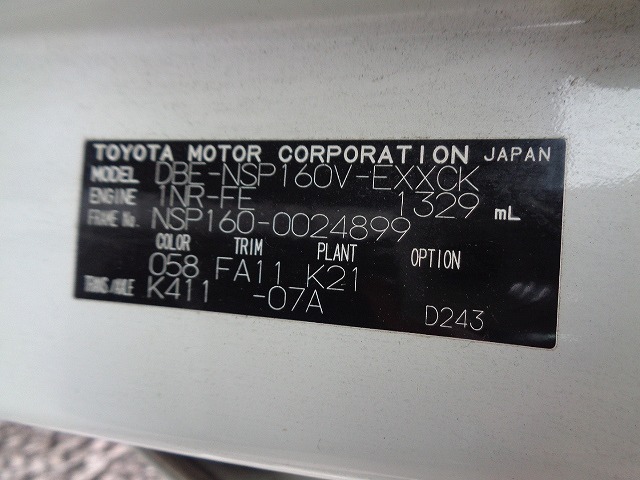 TOYOTA MOTOR CORPORATION JAPAN
MODEL DBE-NSP160V-EXXCK
ENGINE 1NR-FE 1329 mL
FRAME No. NSP160-0024899
COLOR TRIM PLANT OPTION
058 FA11 K21
TRANS/AXLE K411 -07A
D243